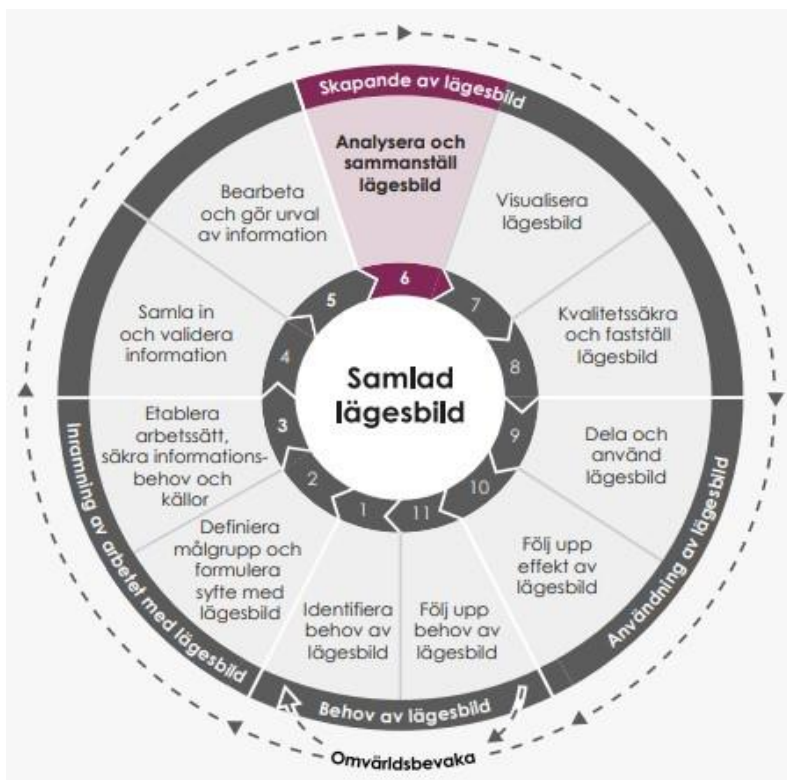 Skapande av lägesbild
Analysera och
sammanställ
lägesbild
Visualisera
lägesbild
Kvalitetssäkra
och fastställ
lägesbild
Dela och
använd
lägesbild
Följ upp
effekt av
lägesbild
Följ upp
behov av
lägesbild
Identifiera
behov av
lägesbild
Definiera
målgrupp och
formulera
syfte med
lägesbild
Etablera
arbetssätt,
säkra informations-
behov och
källor
Samla in
och validera
information
Bearbeta
och gör urval
av information
6
7
8
9
10
11
1
2
3
4
5
Samlad
lägesbild
Inramning av arbetet med lägesbild
Användning av lägesbild
Behov av lägesbild
Omvärldsbevaka